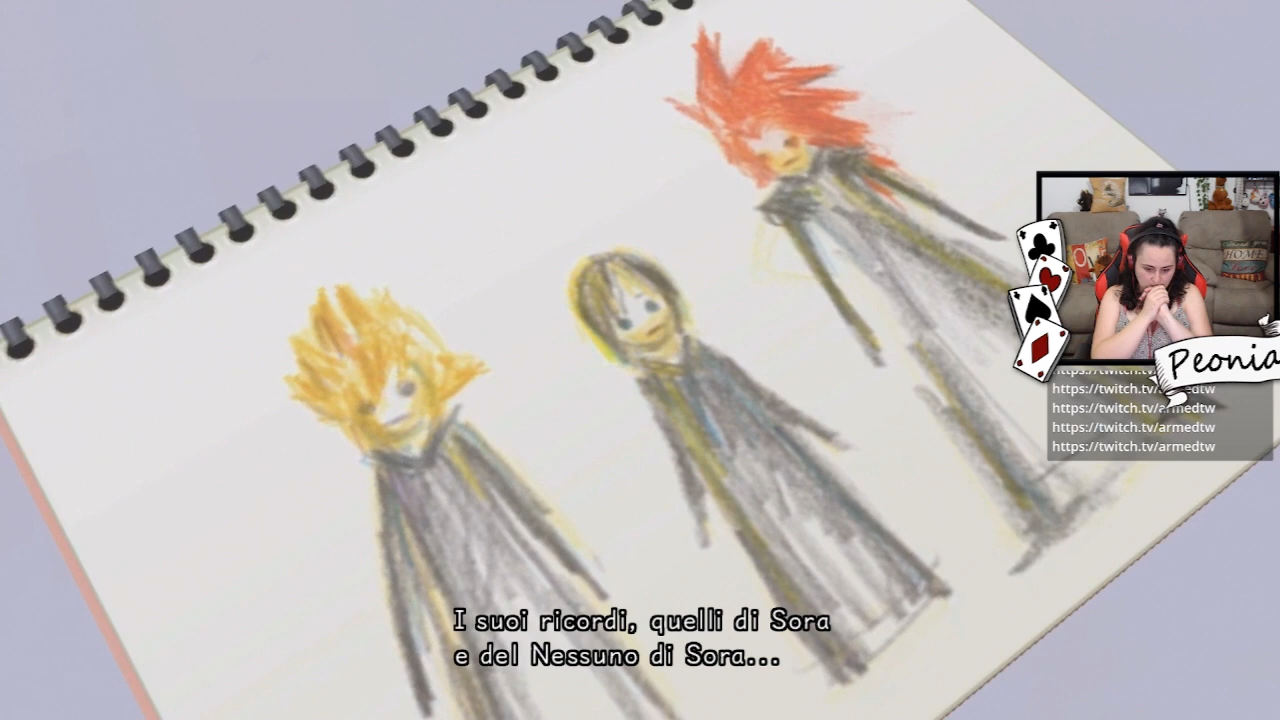 HOME
Peonia
https://twitch.tv/armedtw
https://twitch.tv/armedtw
https://twitch.tv/armedtw
https://twitch.tv/armedtw
I suoi ricordi, quelli di Sora
e del Nessuno di Sora...